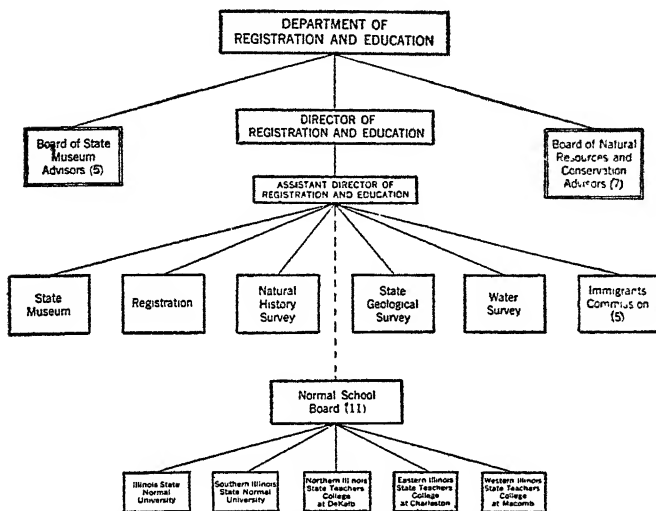 DEPARTMENT OF
REGISTRATION AND EDUCATION
DIRECTOR OF
REGISTRATION AND EDUCATION
Board of State
Museum
Advisors (5)
Board of Natural
Resources and
Conservation
Advisors (7)
ASSISTANT DIRECTOR OF
REGISTRATION AND EDUCATION
State
Museum
Registration
Natural
History
Survey
State
Geological
Survey
Water
Survey
Immigrants
Commission
(5)
Normal School
Board (11)
Illinois State
Normal
University
Southern Illinois
State Normal
University
Northern Illinois
State Teachers
College
at DeKalb
Eastern Illinois
State Teachers
College
at Charleston
Western Illinois
State Teachers
College
at Macomb